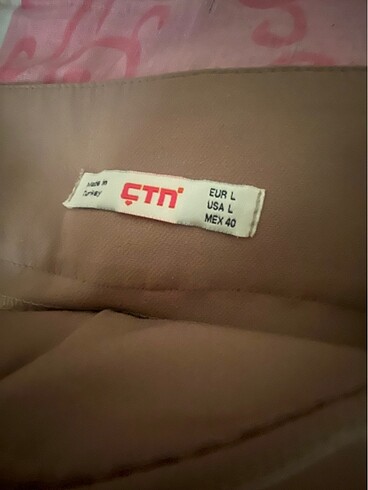 Made in
Turkey
ÇTN
EUR L
USA L
MEX 40